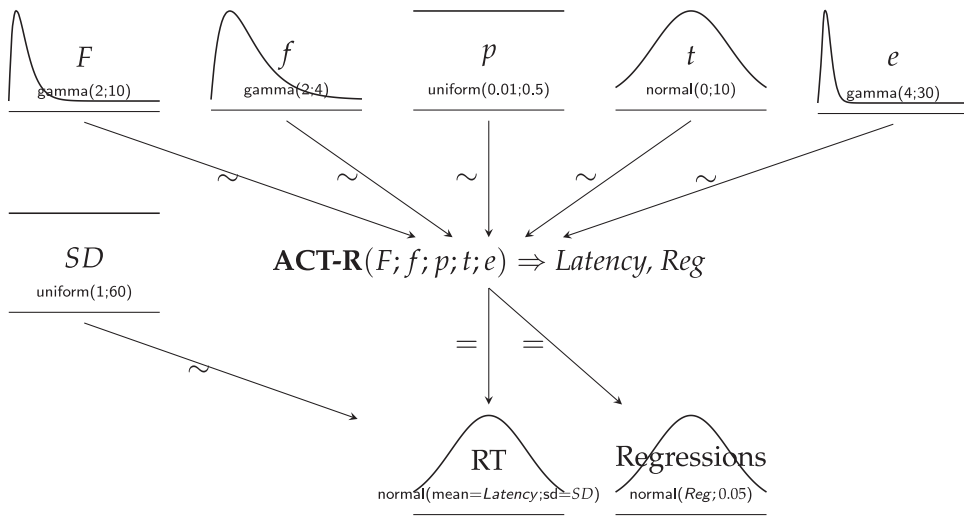 F
gamma(2;10)
f
gamma(2;4)
p
uniform(0.01;0.5)
t
normal(0;10)
e
gamma(4;30)
∼ ∼ ∼ ∼ ∼
SD
uniform(1;60)
ACT-R(F; f; p; t; e) ⇒ Latency, Reg
= =
∼
RT
normal(mean=Latency;sd=SD)
Regressions
normal(Reg;0.05)